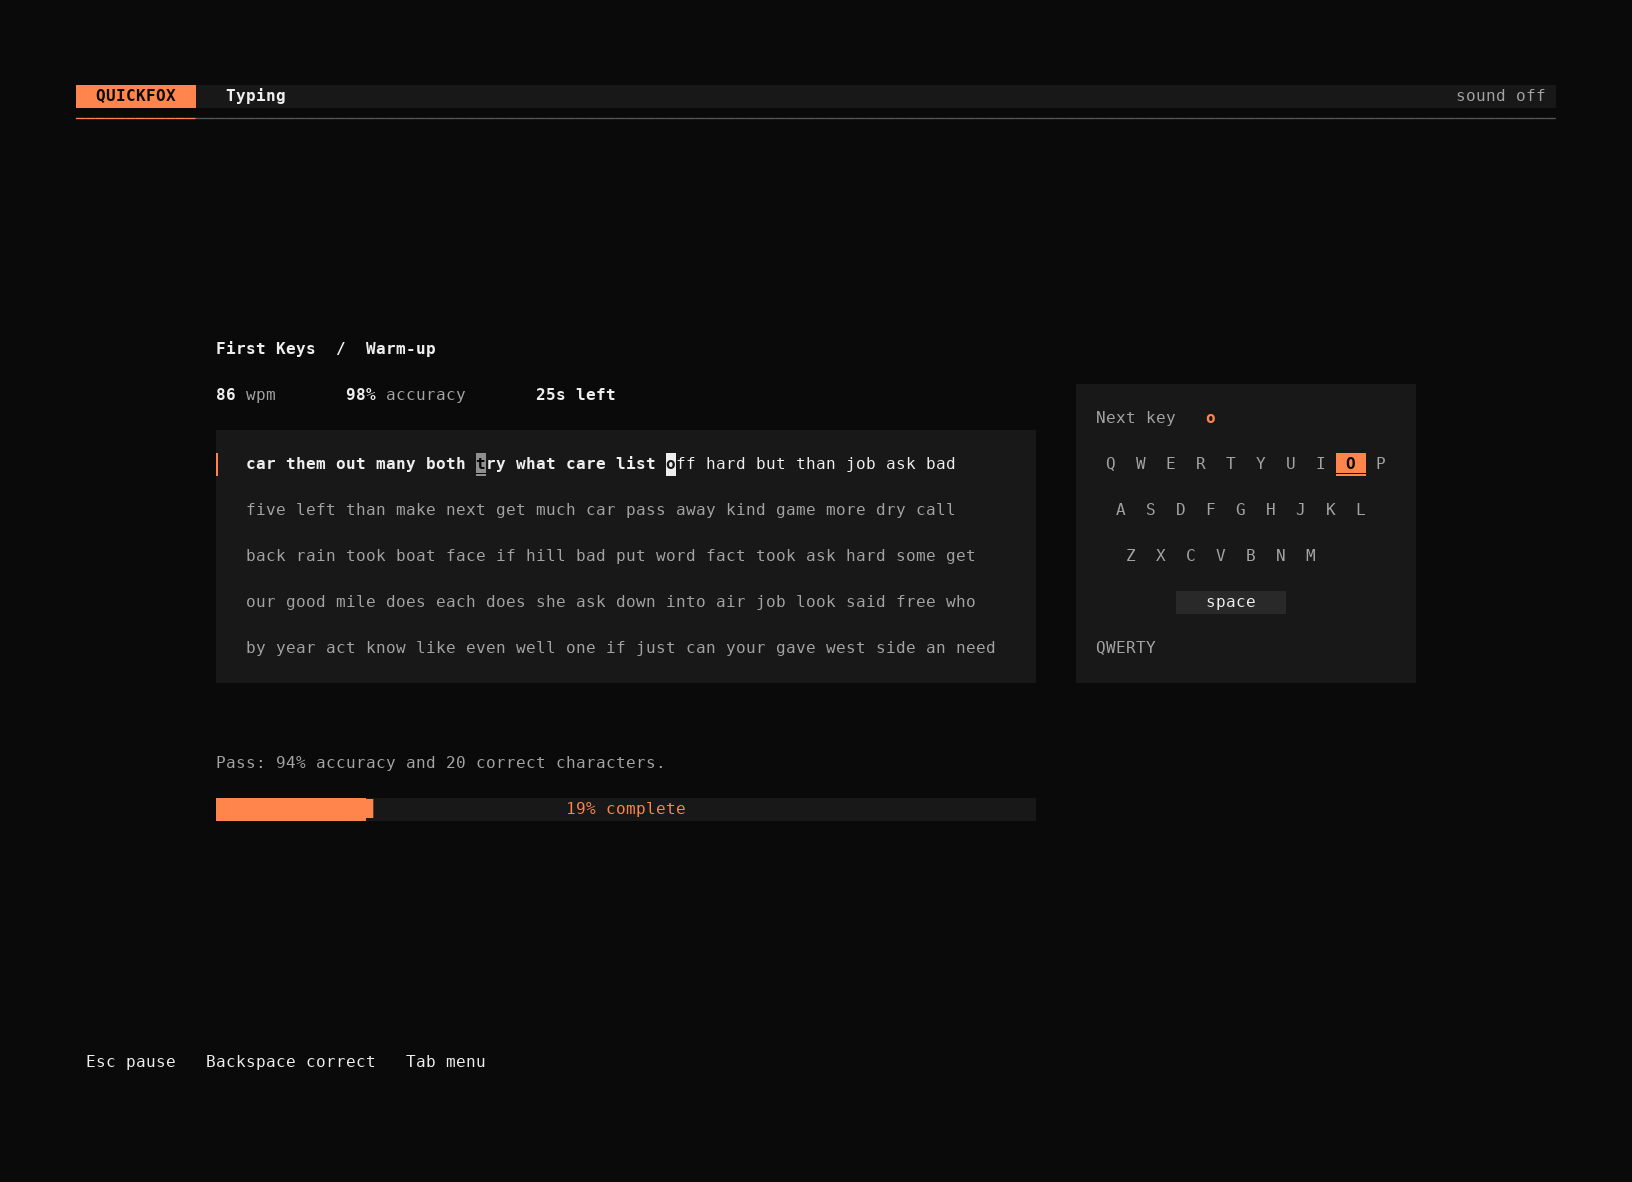 QUICKFOX Typing sound off
First Keys / Warm-up
86 wpm 98% accuracy 25s left
Next key o
car them out many both try what care list off hard but than job ask bad
Q W E R T Y U I O P
five left than make next get much car pass away kind game more dry call
A S D F G H J K L
back rain took boat face if hill bad put word fact took ask hard some get
Z X C V B N M
our good mile does each does she ask down into air job look said free who
space
by year act know like even well one if just can your gave west side an need
QWERTY
Pass: 94% accuracy and 20 correct characters.
19% complete
Esc pause Backspace correct Tab menu